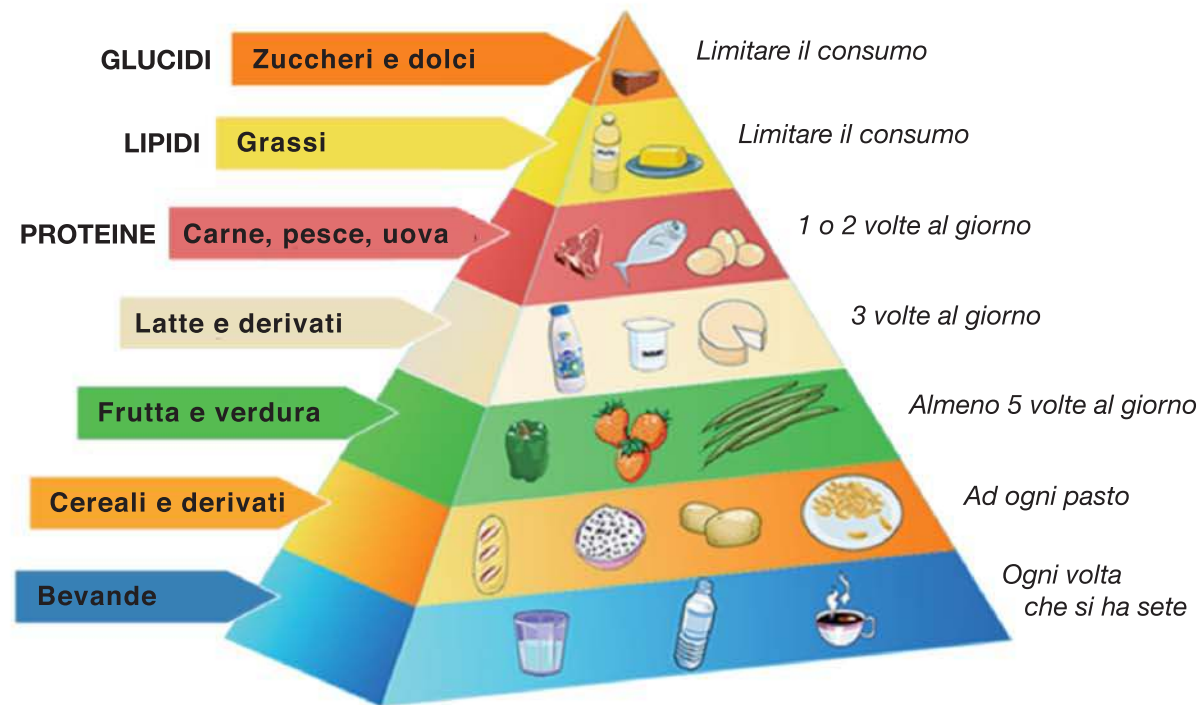 GLUCIDI Zuccheri e dolci Limitare il consumo
LIPIDI Grassi Limitare il consumo
PROTEINE Carne, pesce, uova 1 o 2 volte al giorno
Latte e derivati 3 volte al giorno
Frutta e verdura Almeno 5 volte al giorno
Cereali e derivati Ad ogni pasto
Bevande Ogni volta
che si ha sete